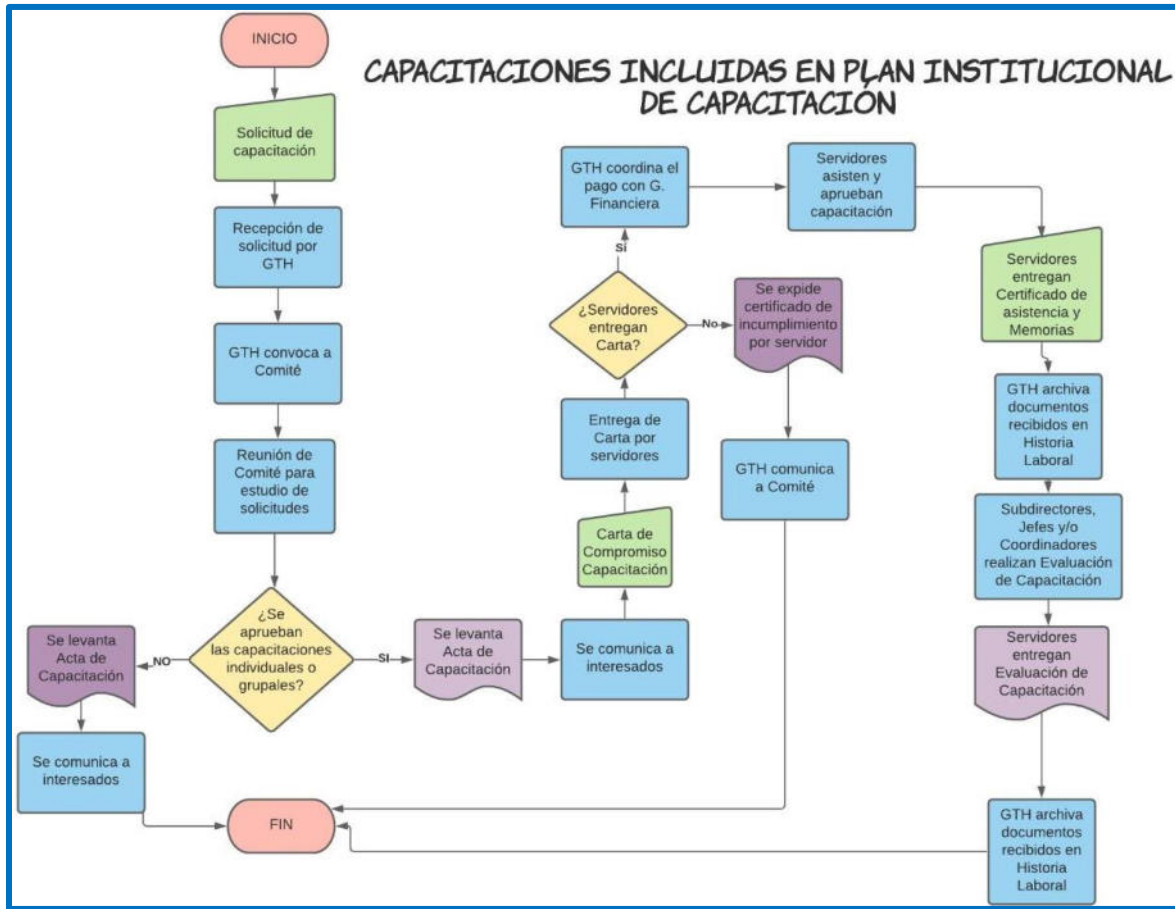 CAPACITACIONES INCLUIDAS EN PLAN INSTITUCIONAL
DE CAPACITACIÓN
INICIO
Solicitud de
capacitación
Recepción de
solicitud por
GTH
GTH convoca a
Comité
Reunión de
Comité para
estudio de
solicitudes
¿Se
aprueban
las capacitaciones
individuales o
grupales?
NO
Se levanta
Acta de
Capacitación
Se comunica a
interesados
SI
Se levanta
Acta de
Capacitación
Se comunica a
interesados
Carta de
Compromiso
Capacitación
Entrega de
Carta por
servidores
¿Servidores
entregan
Carta?
No
Se expide
certificado de
incumplimiento
por servidor
GTH comunica
a Comité
Sí
GTH coordina el
pago con G.
Financiera
Servidores
asisten y
aprueban
capacitación
Servidores
entregan
Certificado de
asistencia y
Memorias
GTH archiva
documentos
recibidos en
Historia
Laboral
Subdirectores,
Jefes y/o
Coordinadores
realizan Evaluación
de Capacitación
Servidores
entregan
Evaluación de
Capacitación
GTH archiva
documentos
recibidos en
Historia
Laboral
FIN